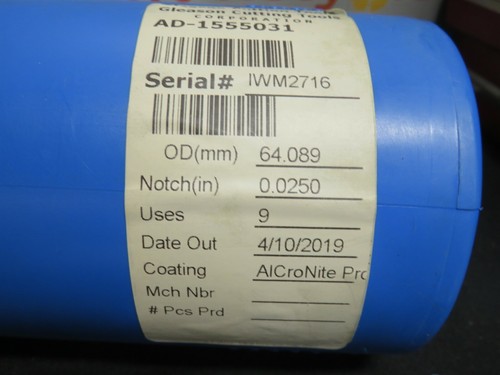 Gleason Cutting Tools
CORPORATION
AD-1555031
Serial# IWM2716
OD(mm) 64.089
Notch(in) 0.0250
Uses 9
Date Out 4/10/2019
Coating AlCroNite Pro
Mch Nbr
# Pcs Prd